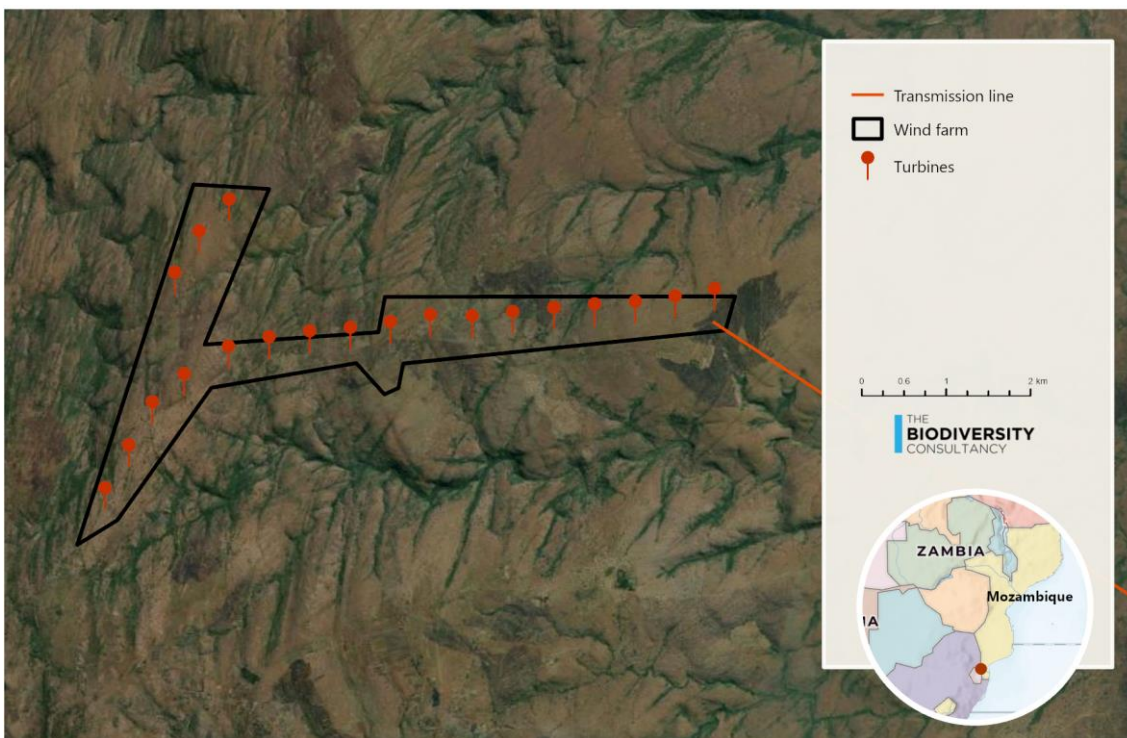 Transmission line
Wind farm
Turbines
0 0.6 1 2 km
THE
BIODIVERSITY
CONSULTANCY
ZAMBIA
Mozambique
IA